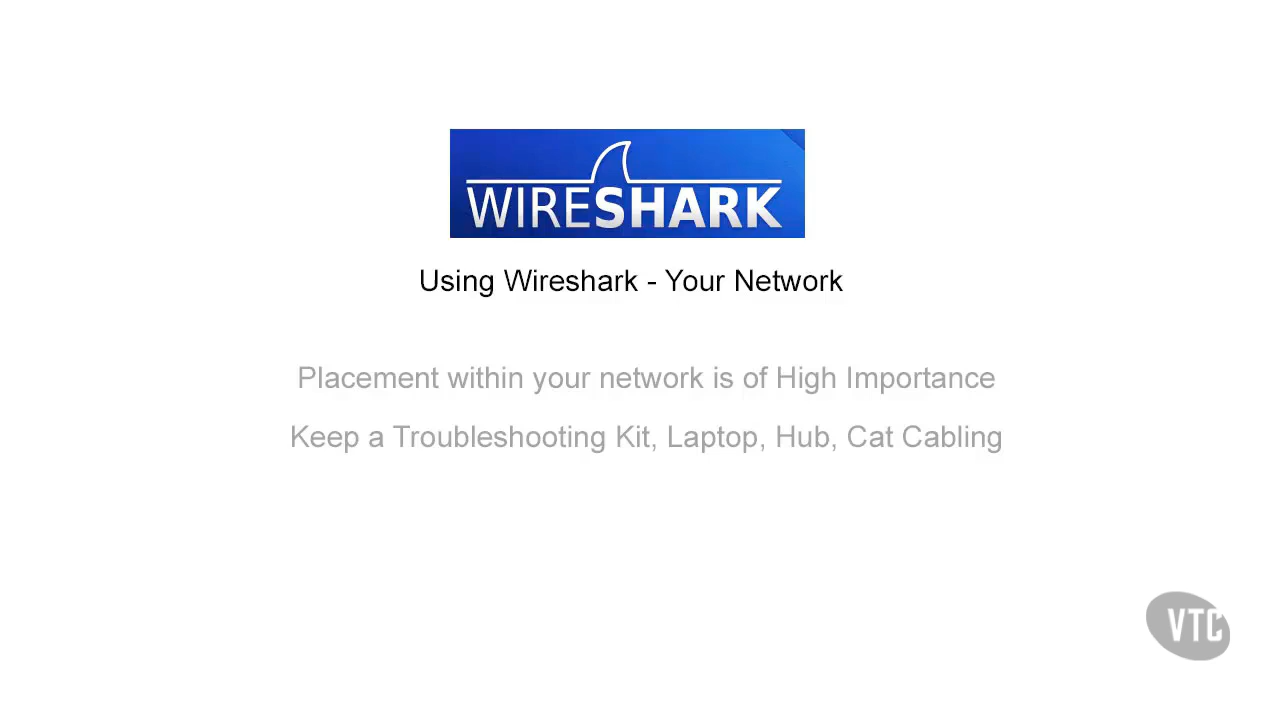 WIRESHARK
Using Wireshark - Your Network
Placement within your network is of High Importance
Keep a Troubleshooting Kit, Laptop, Hub, Cat Cabling
VTC